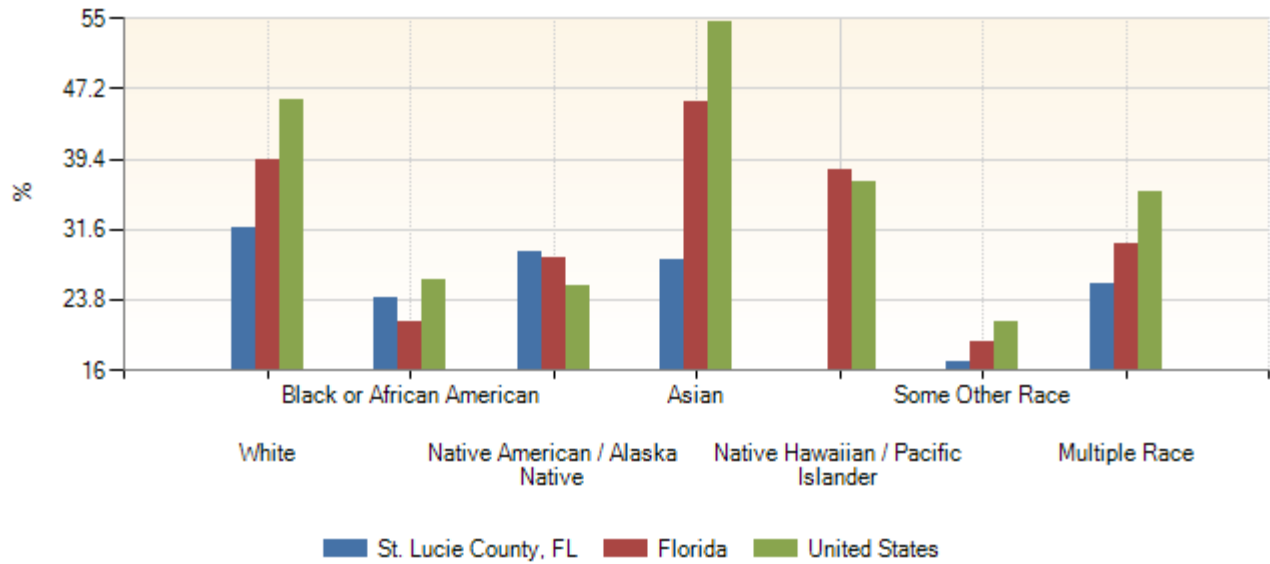 55
47.2
39.4
31.6
23.8
16
%
Black or African American
Asian
Some Other Race
White
Native American / Alaska
Native
Native Hawaiian / Pacific
Islander
Multiple Race
St. Lucie County, FL
Florida
United States